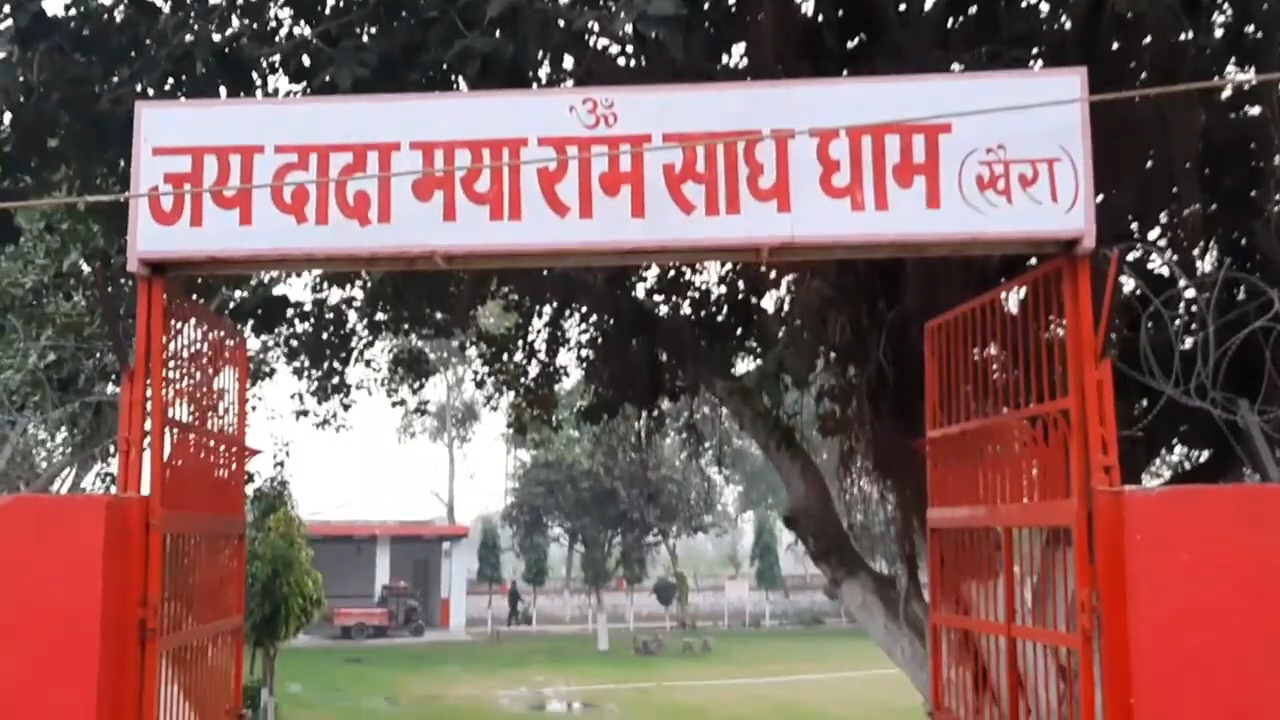 ॐ
जय दादा मया राम साध धाम (खैरा)